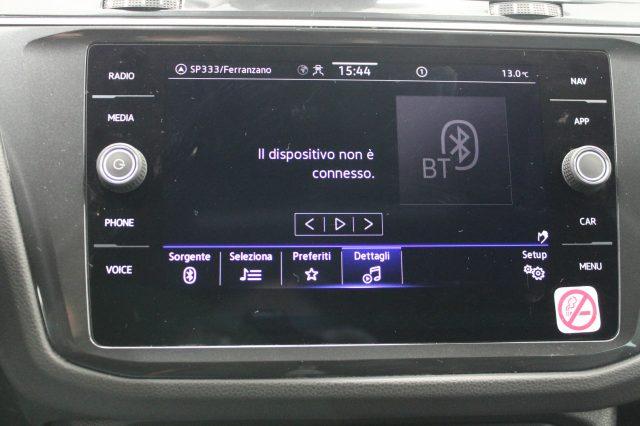 RADIO
MEDIA
PHONE
VOICE
SP333/Ferranzano
15:44
1
13.0°C
Il dispositivo non è
connesso.
BT
Sorgente
Seleziona
Preferiti
Dettagli
Setup
NAV
APP
CAR
MENU